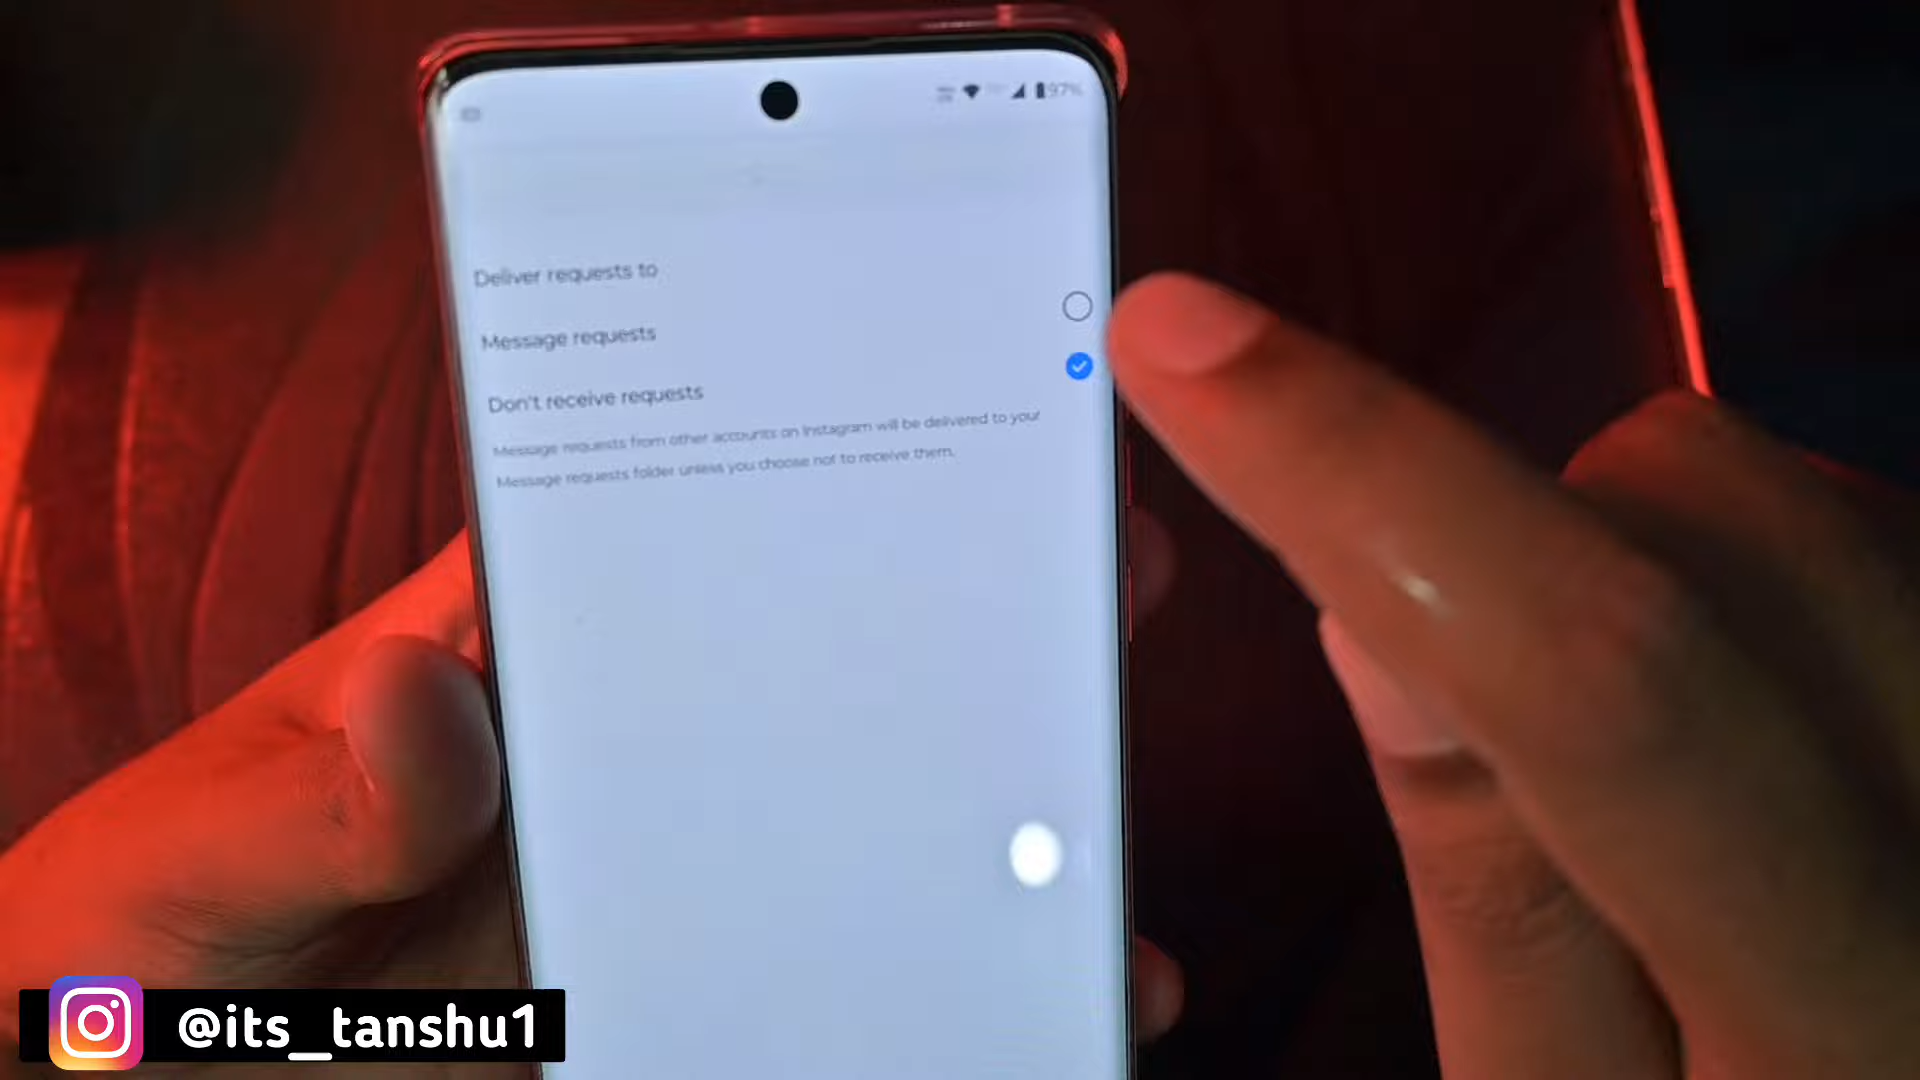 97%
Deliver requests to
Message requests
Don't receive requests
Message requests from other accounts on Instagram will be delivered to your
Message requests folder unless you choose not to receive them.
@its_tanshu1